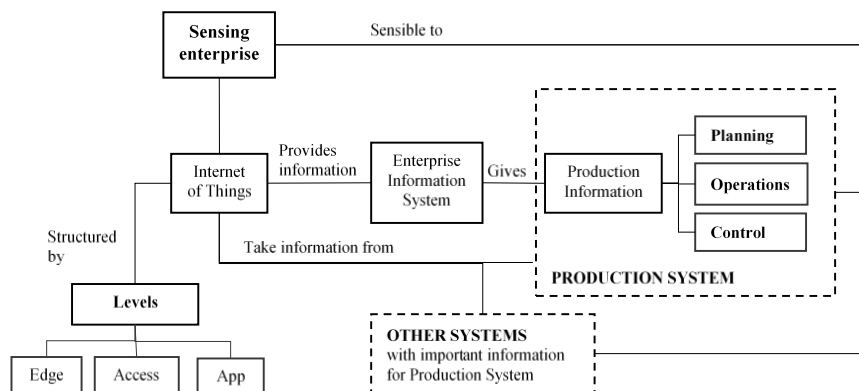 Sensing
enterprise
Sensible to
Internet
of Things
Provides
information
Enterprise
Information
System
Gives
Production
Information
Planning
Operations
Control
PRODUCTION SYSTEM
Structured
by
Take information from
Levels
Edge
Access
App
OTHER SYSTEMS
with important information
for Production System